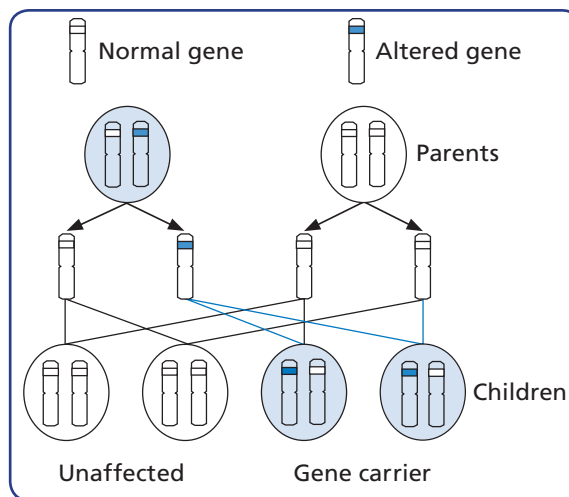 Normal gene
Altered gene
Parents
Children
Unaffected
Gene carrier